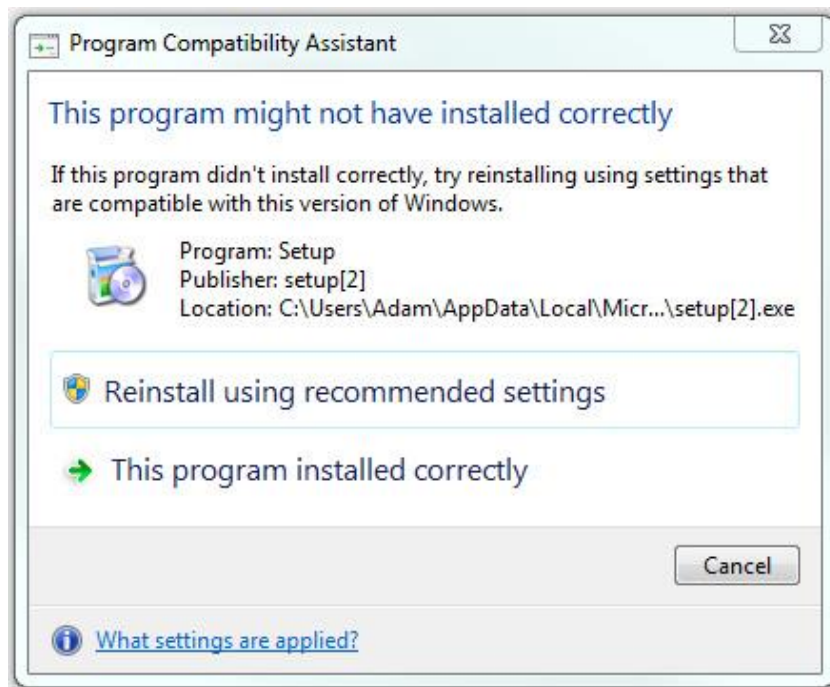 Program Compatibility Assistant
This program might not have installed correctly
If this program didn't install correctly, try reinstalling using settings that
are compatible with this version of Windows.
Program: Setup
Publisher: setup[2]
Location: C:\Users\Adam\AppData\Local\Micr...\setup[2].exe
Reinstall using recommended settings
This program installed correctly
Cancel
What settings are applied?